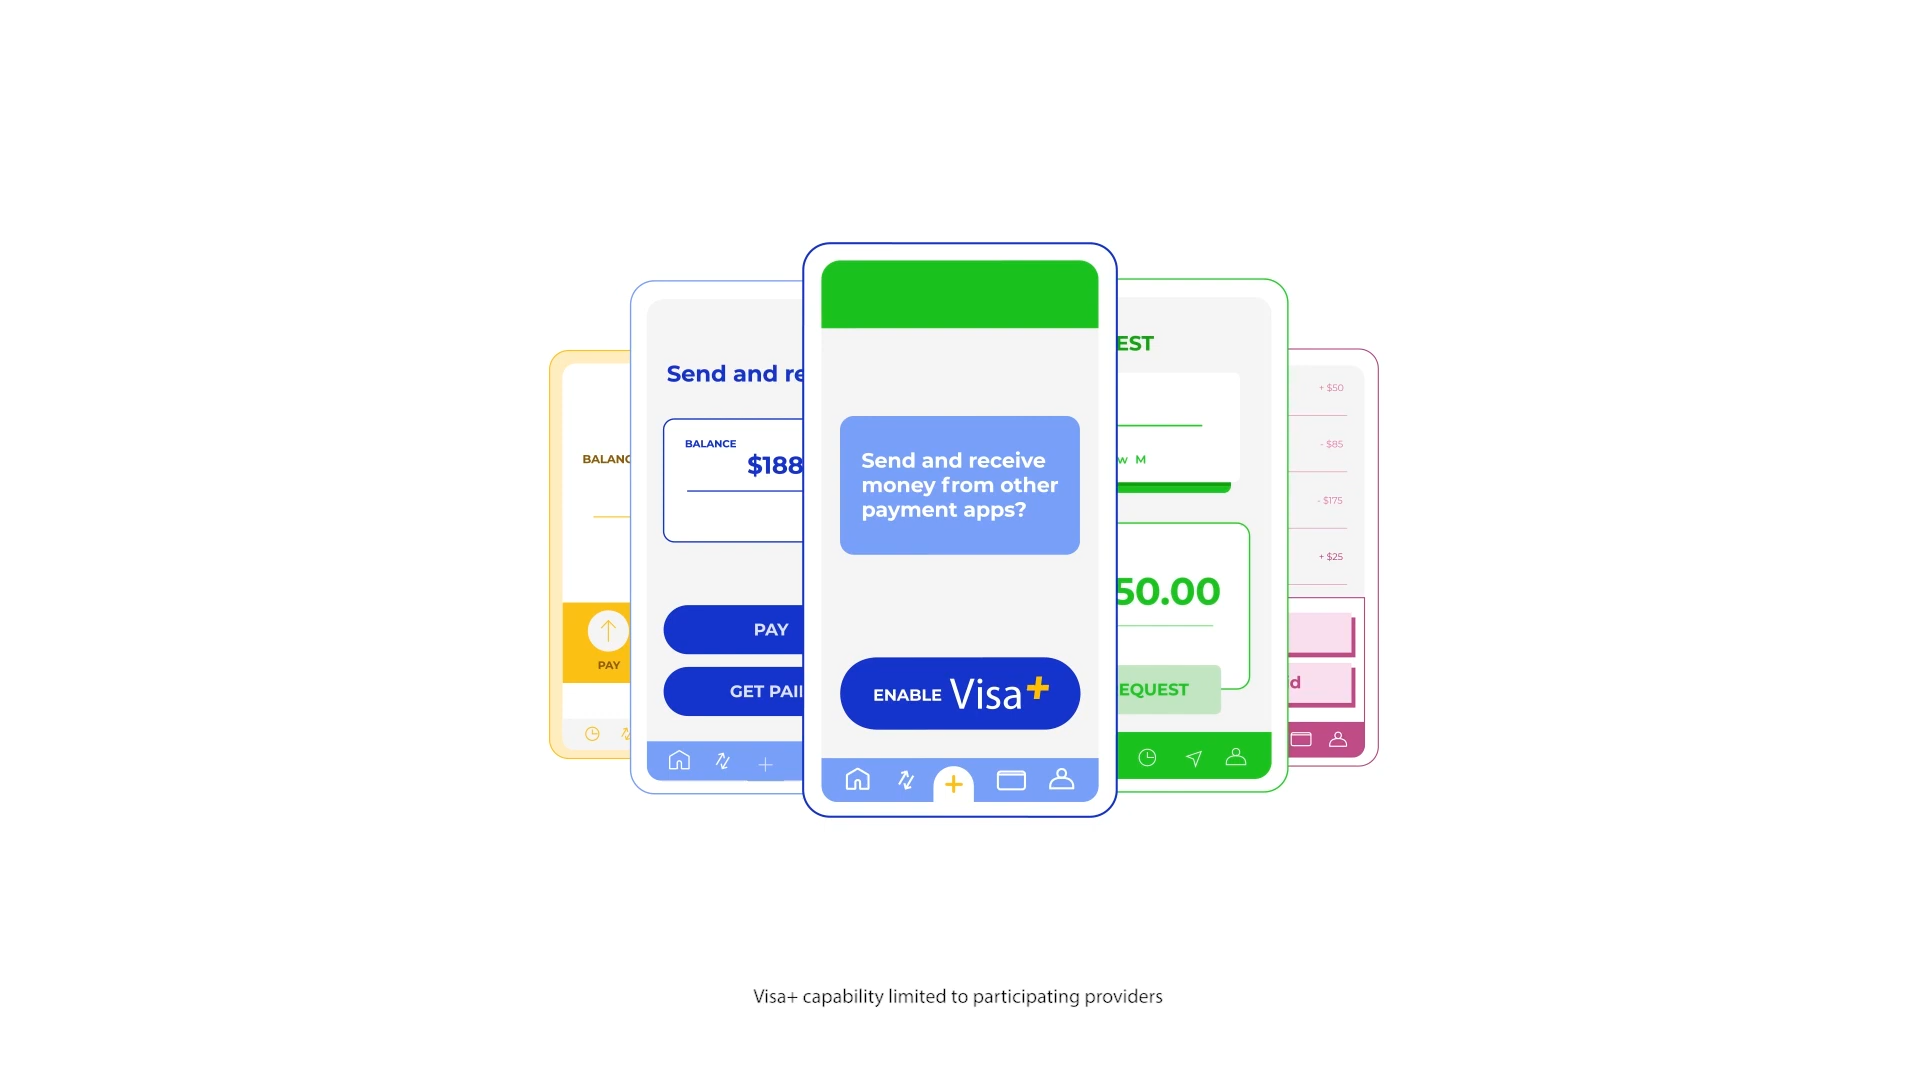 BALANC
PAY
Send and re
BALANCE
$188
PAY
GET PAI
Send and receive
money from other
payment apps?
ENABLE Visa+
EST
w M
50.00
EQUEST
+ $50
- $85
- $175
+ $25
d
Visa+ capability limited to participating providers